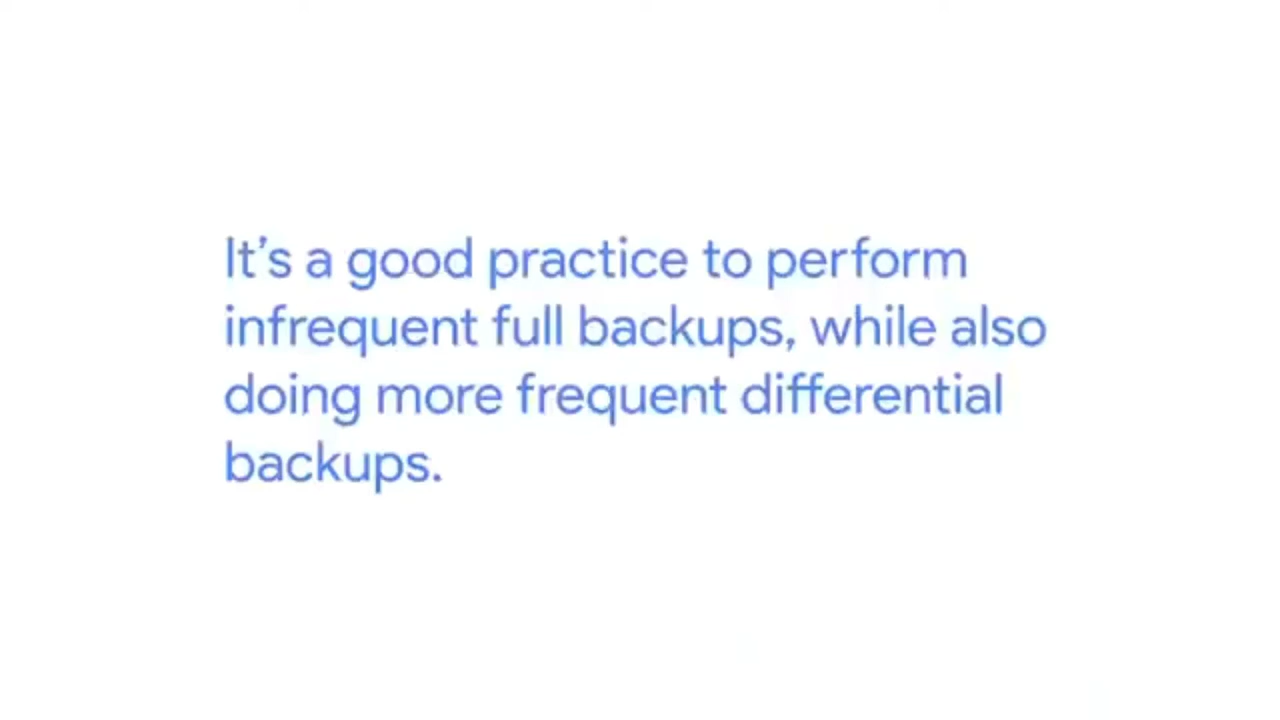 It’s a good practice to perform
infrequent full backups, while also
doing more frequent differential
backups.